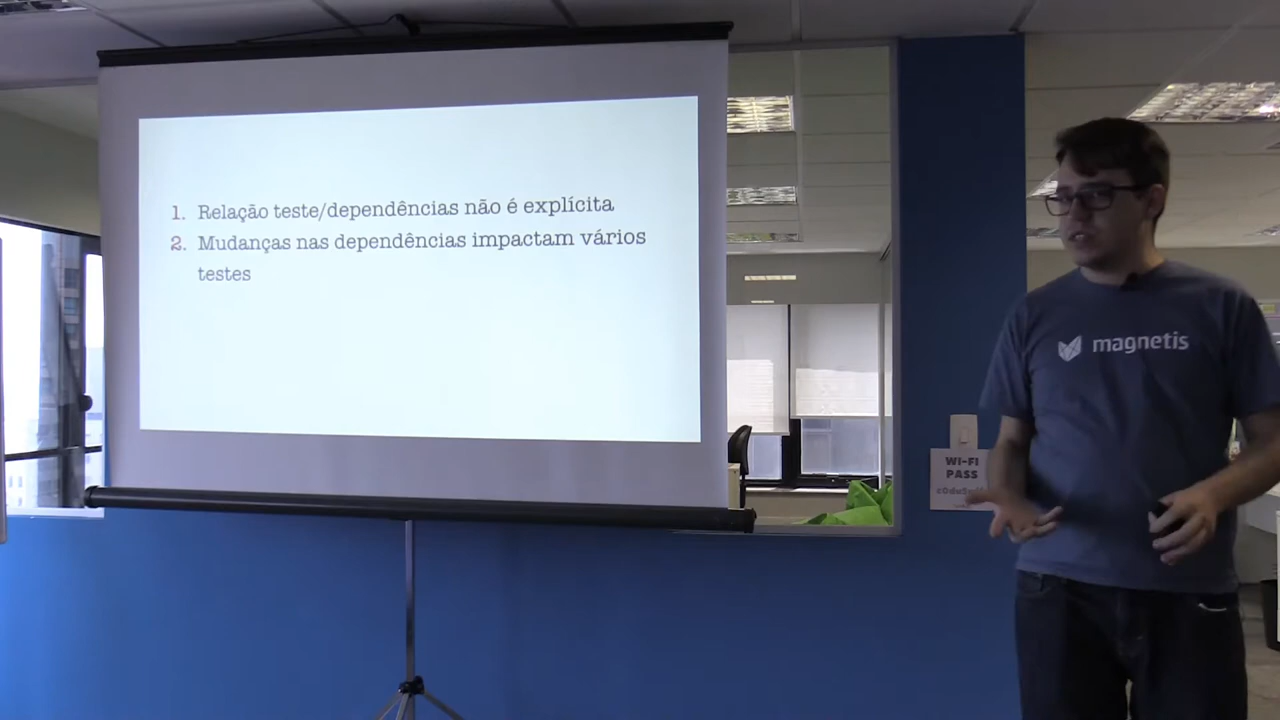 1. Relação teste/dependências não é explícita
2. Mudanças nas dependências impactam vários
testes
magnetis
WI-FI
PASS